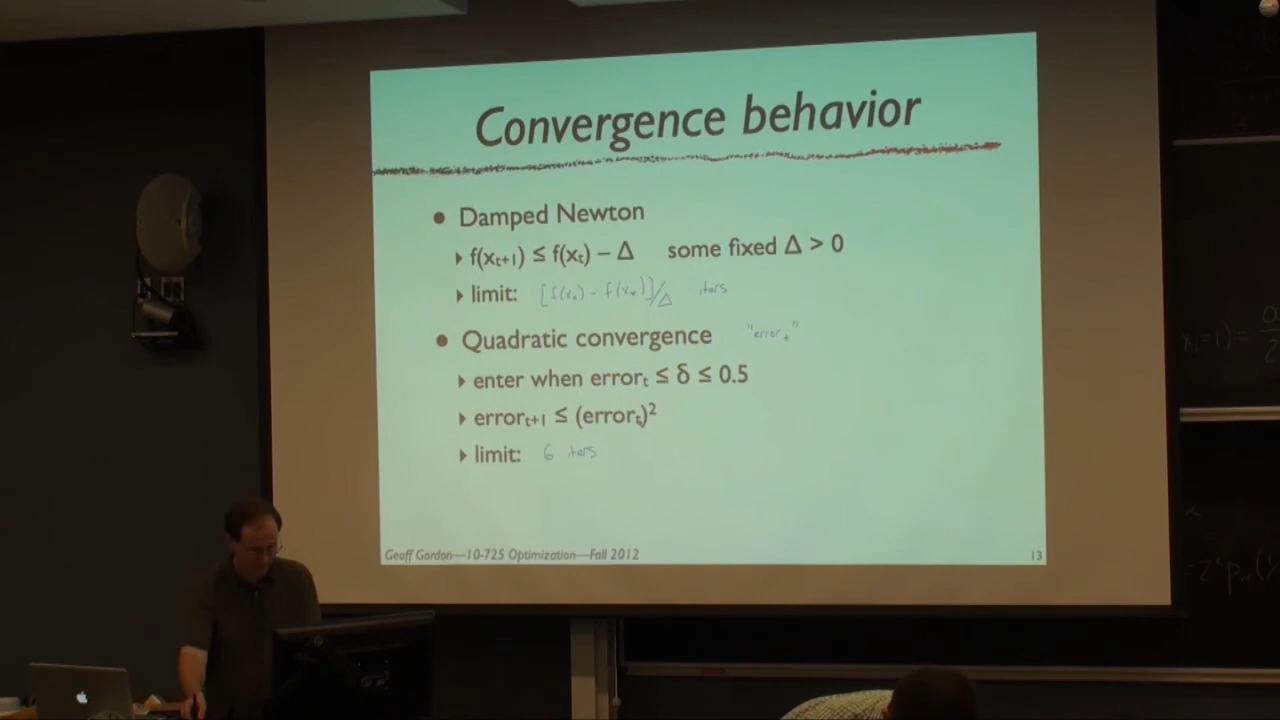 Convergence behavior
• Damped Newton
‣ f(xₜ₊₁) ≤ f(xₜ) – Δ some fixed Δ > 0
‣ limit: [f(x₀) - f(x*)]/Δ iters
• Quadratic convergence "errorₜ"
‣ enter when errorₜ ≤ δ ≤ 0.5
‣ errorₜ₊₁ ≤ (errorₜ)²
‣ limit: 6 iters
Geoff Gordon—10-725 Optimization—Fall 2012 13